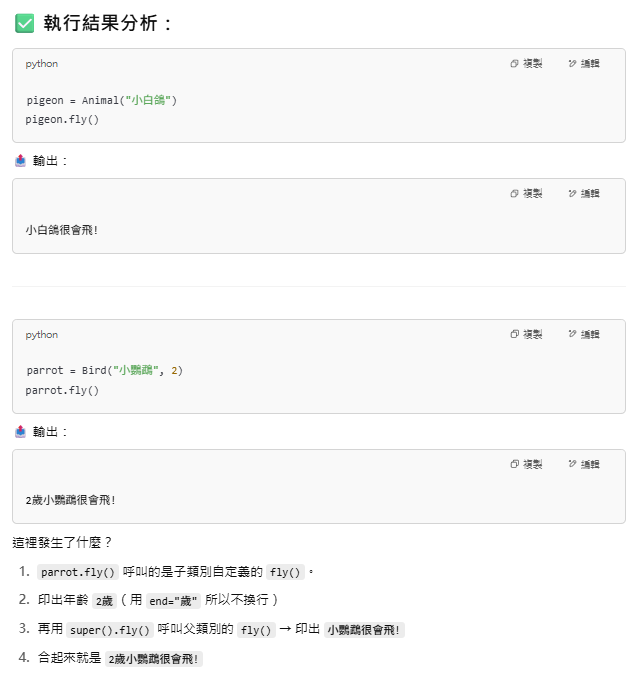 執行結果分析：
python
複製 編輯
pigeon = Animal("小白鴿")
pigeon.fly()
輸出：
複製 編輯
小白鴿很會飛!
python
複製 編輯
parrot = Bird("小鸚鵡", 2)
parrot.fly()
輸出：
複製 編輯
2歲小鸚鵡很會飛!
這裡發生了什麼？
1. parrot.fly() 呼叫的是子類別自定義的 fly()。
2. 印出年齡 2歲（用 end="歲" 所以不換行）
3. 再用 super().fly() 呼叫父類別的 fly() → 印出 小鸚鵡很會飛!
4. 合起來就是 2歲小鸚鵡很會飛!